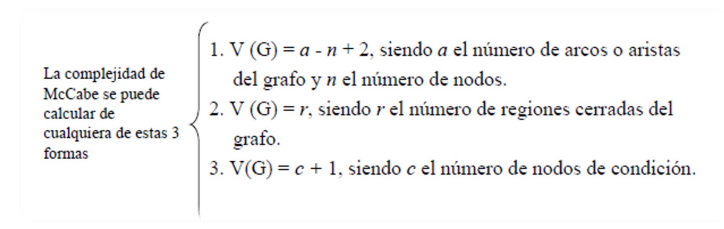 La complejidad de
McCabe se puede
calcular de
cualquiera de estas 3
formas
1. V (G) = a - n + 2, siendo a el número de arcos o aristas
del grafo y n el número de nodos.
2. V (G) = r, siendo r el número de regiones cerradas del
grafo.
3. V(G) = c + 1, siendo c el número de nodos de condición.